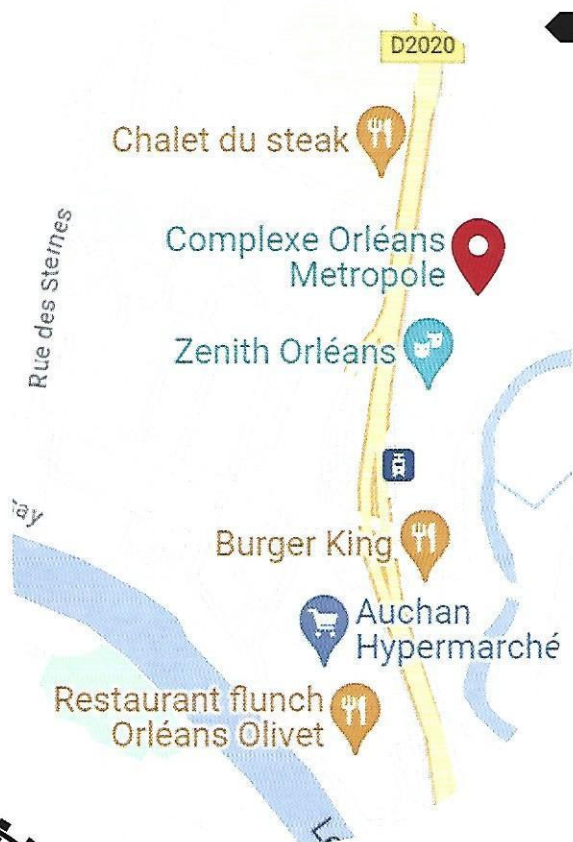 D2020
Chalet du steak
Complexe Orléans
Metropole
Rue des Steines
Zenith Orléans
Burger King
Auchan
Hypermarché
Restaurant flunch
Orléans Olivet